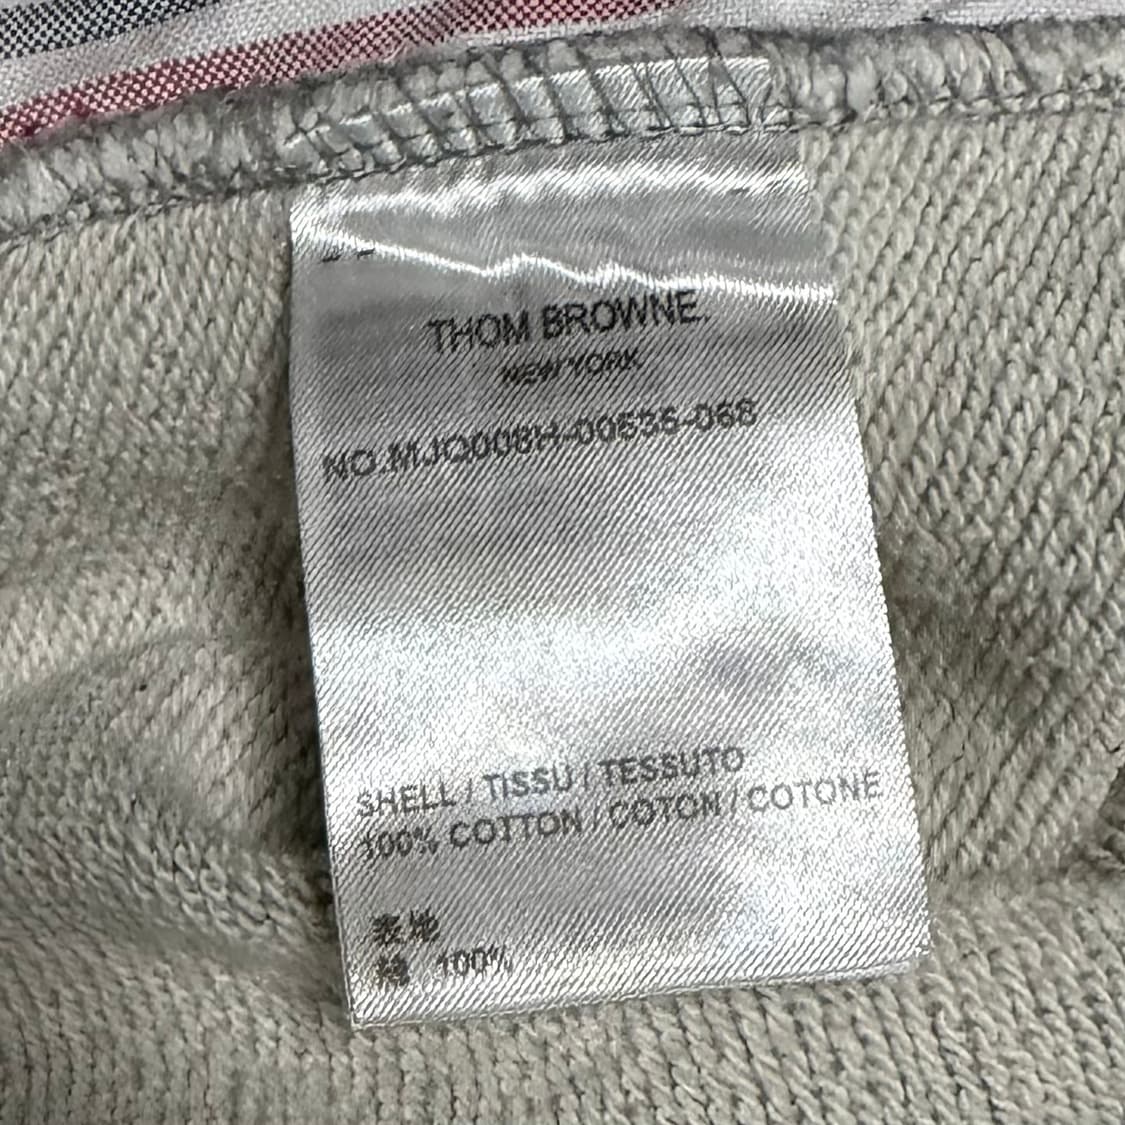 THOM BROWNE.
NEW YORK
NO.MJQ008H-00535-068
SHELL / TISSU / TESSUTO
100% COTTON / COTON / COTONE
表地
綿 100%